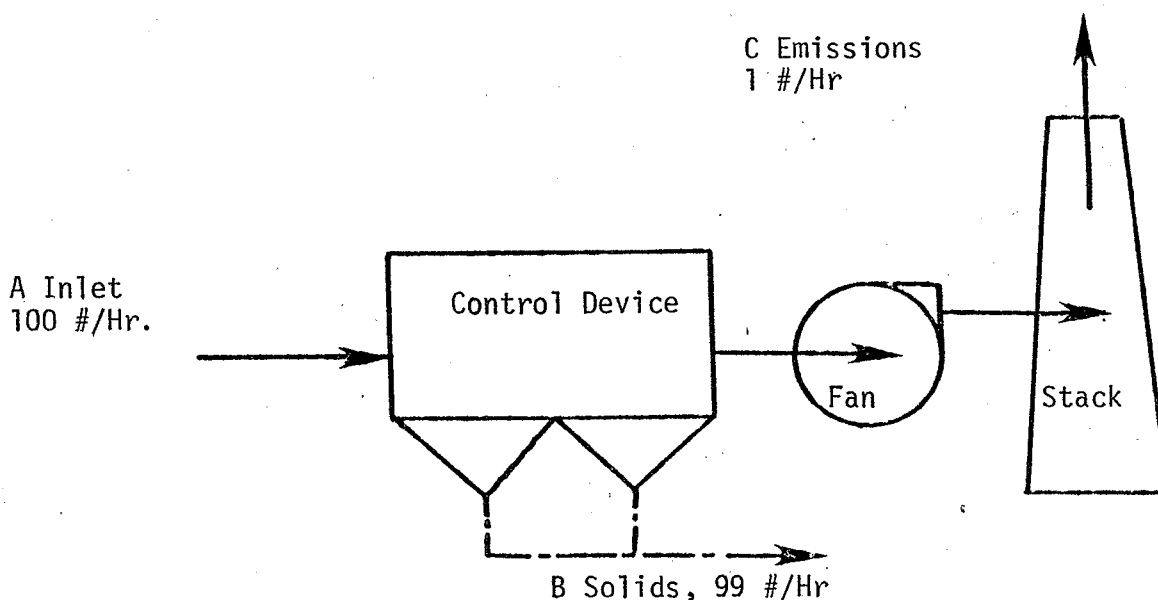 C Emissions
1 #/Hr
A Inlet
100 #/Hr.
Control Device
Fan
Stack
B Solids, 99 #/Hr